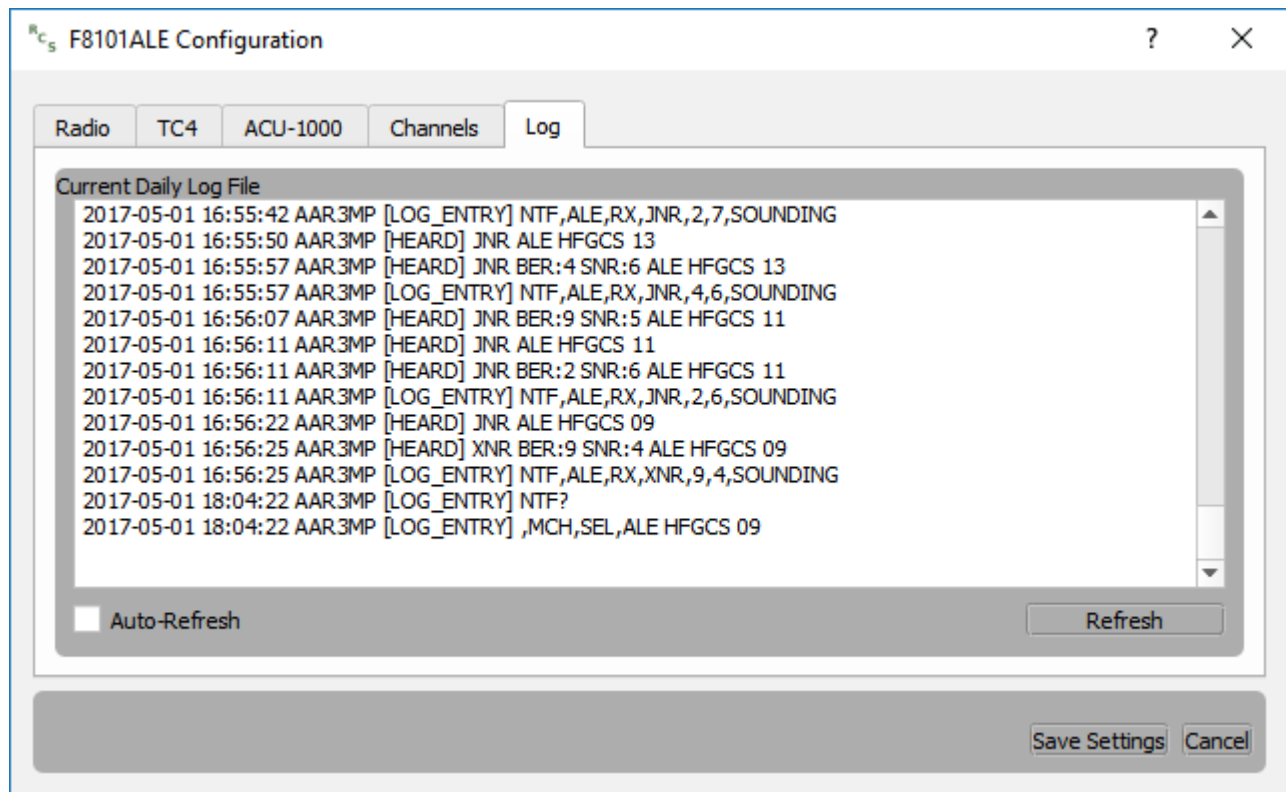 RCS F8101ALE Configuration ?
Radio TC4 ACU-1000 Channels Log
Current Daily Log File
2017-05-01 16:55:42 AAR3MP [LOG_ENTRY] NTF,ALE,RX,JNR,2,7,SOUNDING
2017-05-01 16:55:50 AAR3MP [HEARD] JNR ALE HFGCS 13
2017-05-01 16:55:57 AAR3MP [HEARD] JNR BER:4 SNR:6 ALE HFGCS 13
2017-05-01 16:55:57 AAR3MP [LOG_ENTRY] NTF,ALE,RX,JNR,4,6,SOUNDING
2017-05-01 16:56:07 AAR3MP [HEARD] JNR BER:9 SNR:5 ALE HFGCS 11
2017-05-01 16:56:11 AAR3MP [HEARD] JNR ALE HFGCS 11
2017-05-01 16:56:11 AAR3MP [HEARD] JNR BER:2 SNR:6 ALE HFGCS 11
2017-05-01 16:56:11 AAR3MP [LOG_ENTRY] NTF,ALE,RX,JNR,2,6,SOUNDING
2017-05-01 16:56:22 AAR3MP [HEARD] JNR ALE HFGCS 09
2017-05-01 16:56:25 AAR3MP [HEARD] XNR BER:9 SNR:4 ALE HFGCS 09
2017-05-01 16:56:25 AAR3MP [LOG_ENTRY] NTF,ALE,RX,XNR,9,4,SOUNDING
2017-05-01 18:04:22 AAR3MP [LOG_ENTRY] NTF?
2017-05-01 18:04:22 AAR3MP [LOG_ENTRY] ,MCH,SEL,ALE HFGCS 09
Auto-Refresh Refresh
Save Settings Cancel